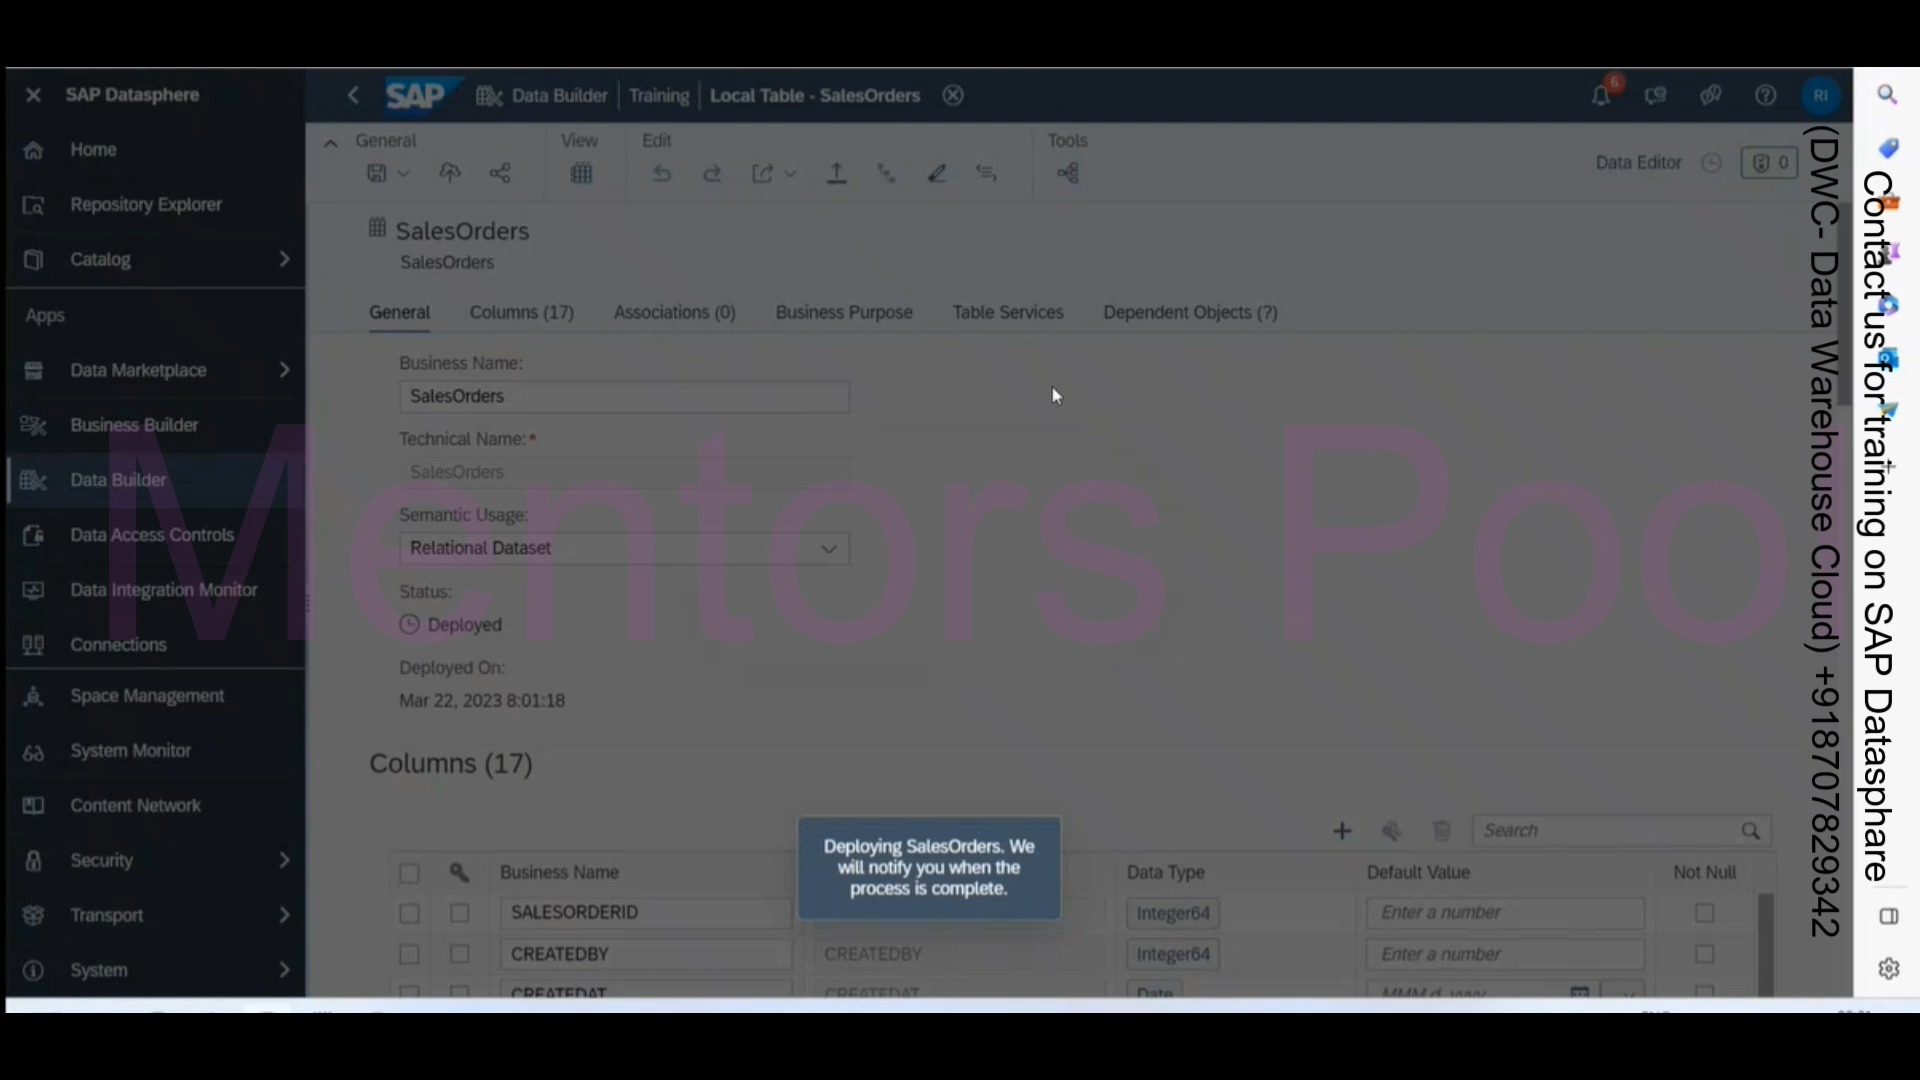 SAP Datasphere
Home
Repository Explorer
Catalog
Apps
Data Marketplace
Business Builder
Data Builder
Data Access Controls
Data Integration Monitor
Connections
Space Management
System Monitor
Content Network
Security
Transport
System
SAP Data Builder Training Local Table - SalesOrders
6
RI
General View Edit Tools
Data Editor 0
SalesOrders
SalesOrders
General Columns (17) Associations (0) Business Purpose Table Services Dependent Objects (?)
Business Name:
SalesOrders
Technical Name:*
SalesOrders
Semantic Usage:
Relational Dataset
Status:
Deployed
Deployed On:
Mar 22, 2023 8:01:18
Columns (17)
Search
Business Name Data Type Default Value Not Null
SALESORDERID Integer64 Enter a number
CREATEDBY CREATEDBY Integer64 Enter a number
CREATEDAT CREATEDAT Date MMM d, yyyy
Deploying SalesOrders. We
will notify you when the
process is complete.
Mentors Pool
Contact us for training on SAP Datasphare
(DWC- Data Warehouse Cloud) +918707829342